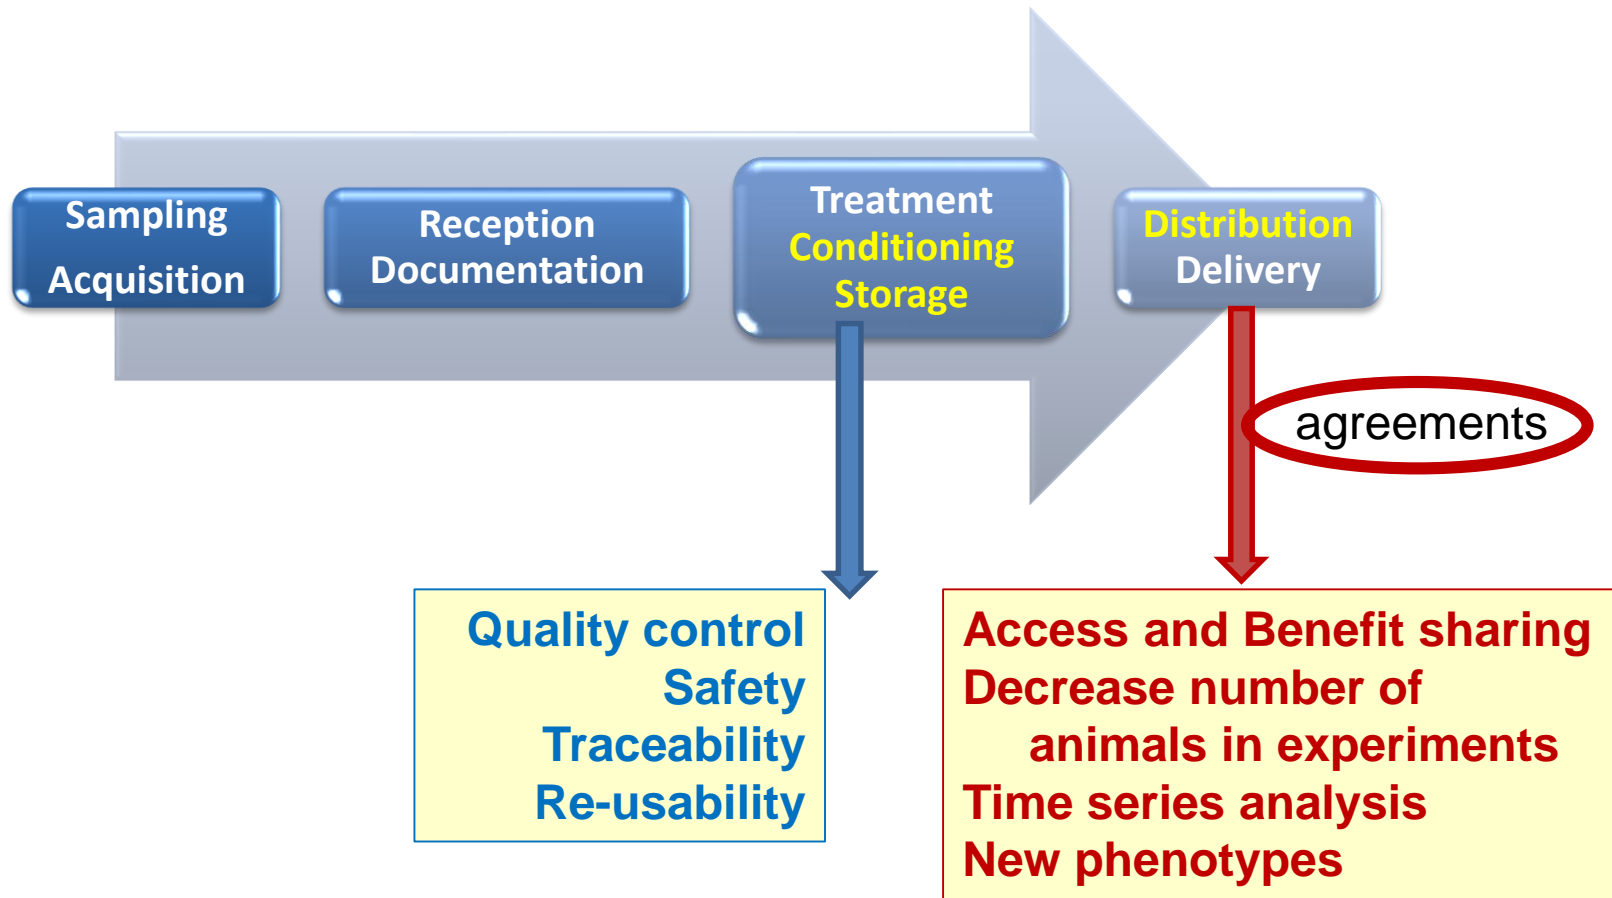 Sampling
Acquisition
Reception
Documentation
Treatment
Conditioning
Storage
Distribution
Delivery
agreements
Quality control
Safety
Traceability
Re-usability
Access and Benefit sharing
Decrease number of
animals in experiments
Time series analysis
New phenotypes